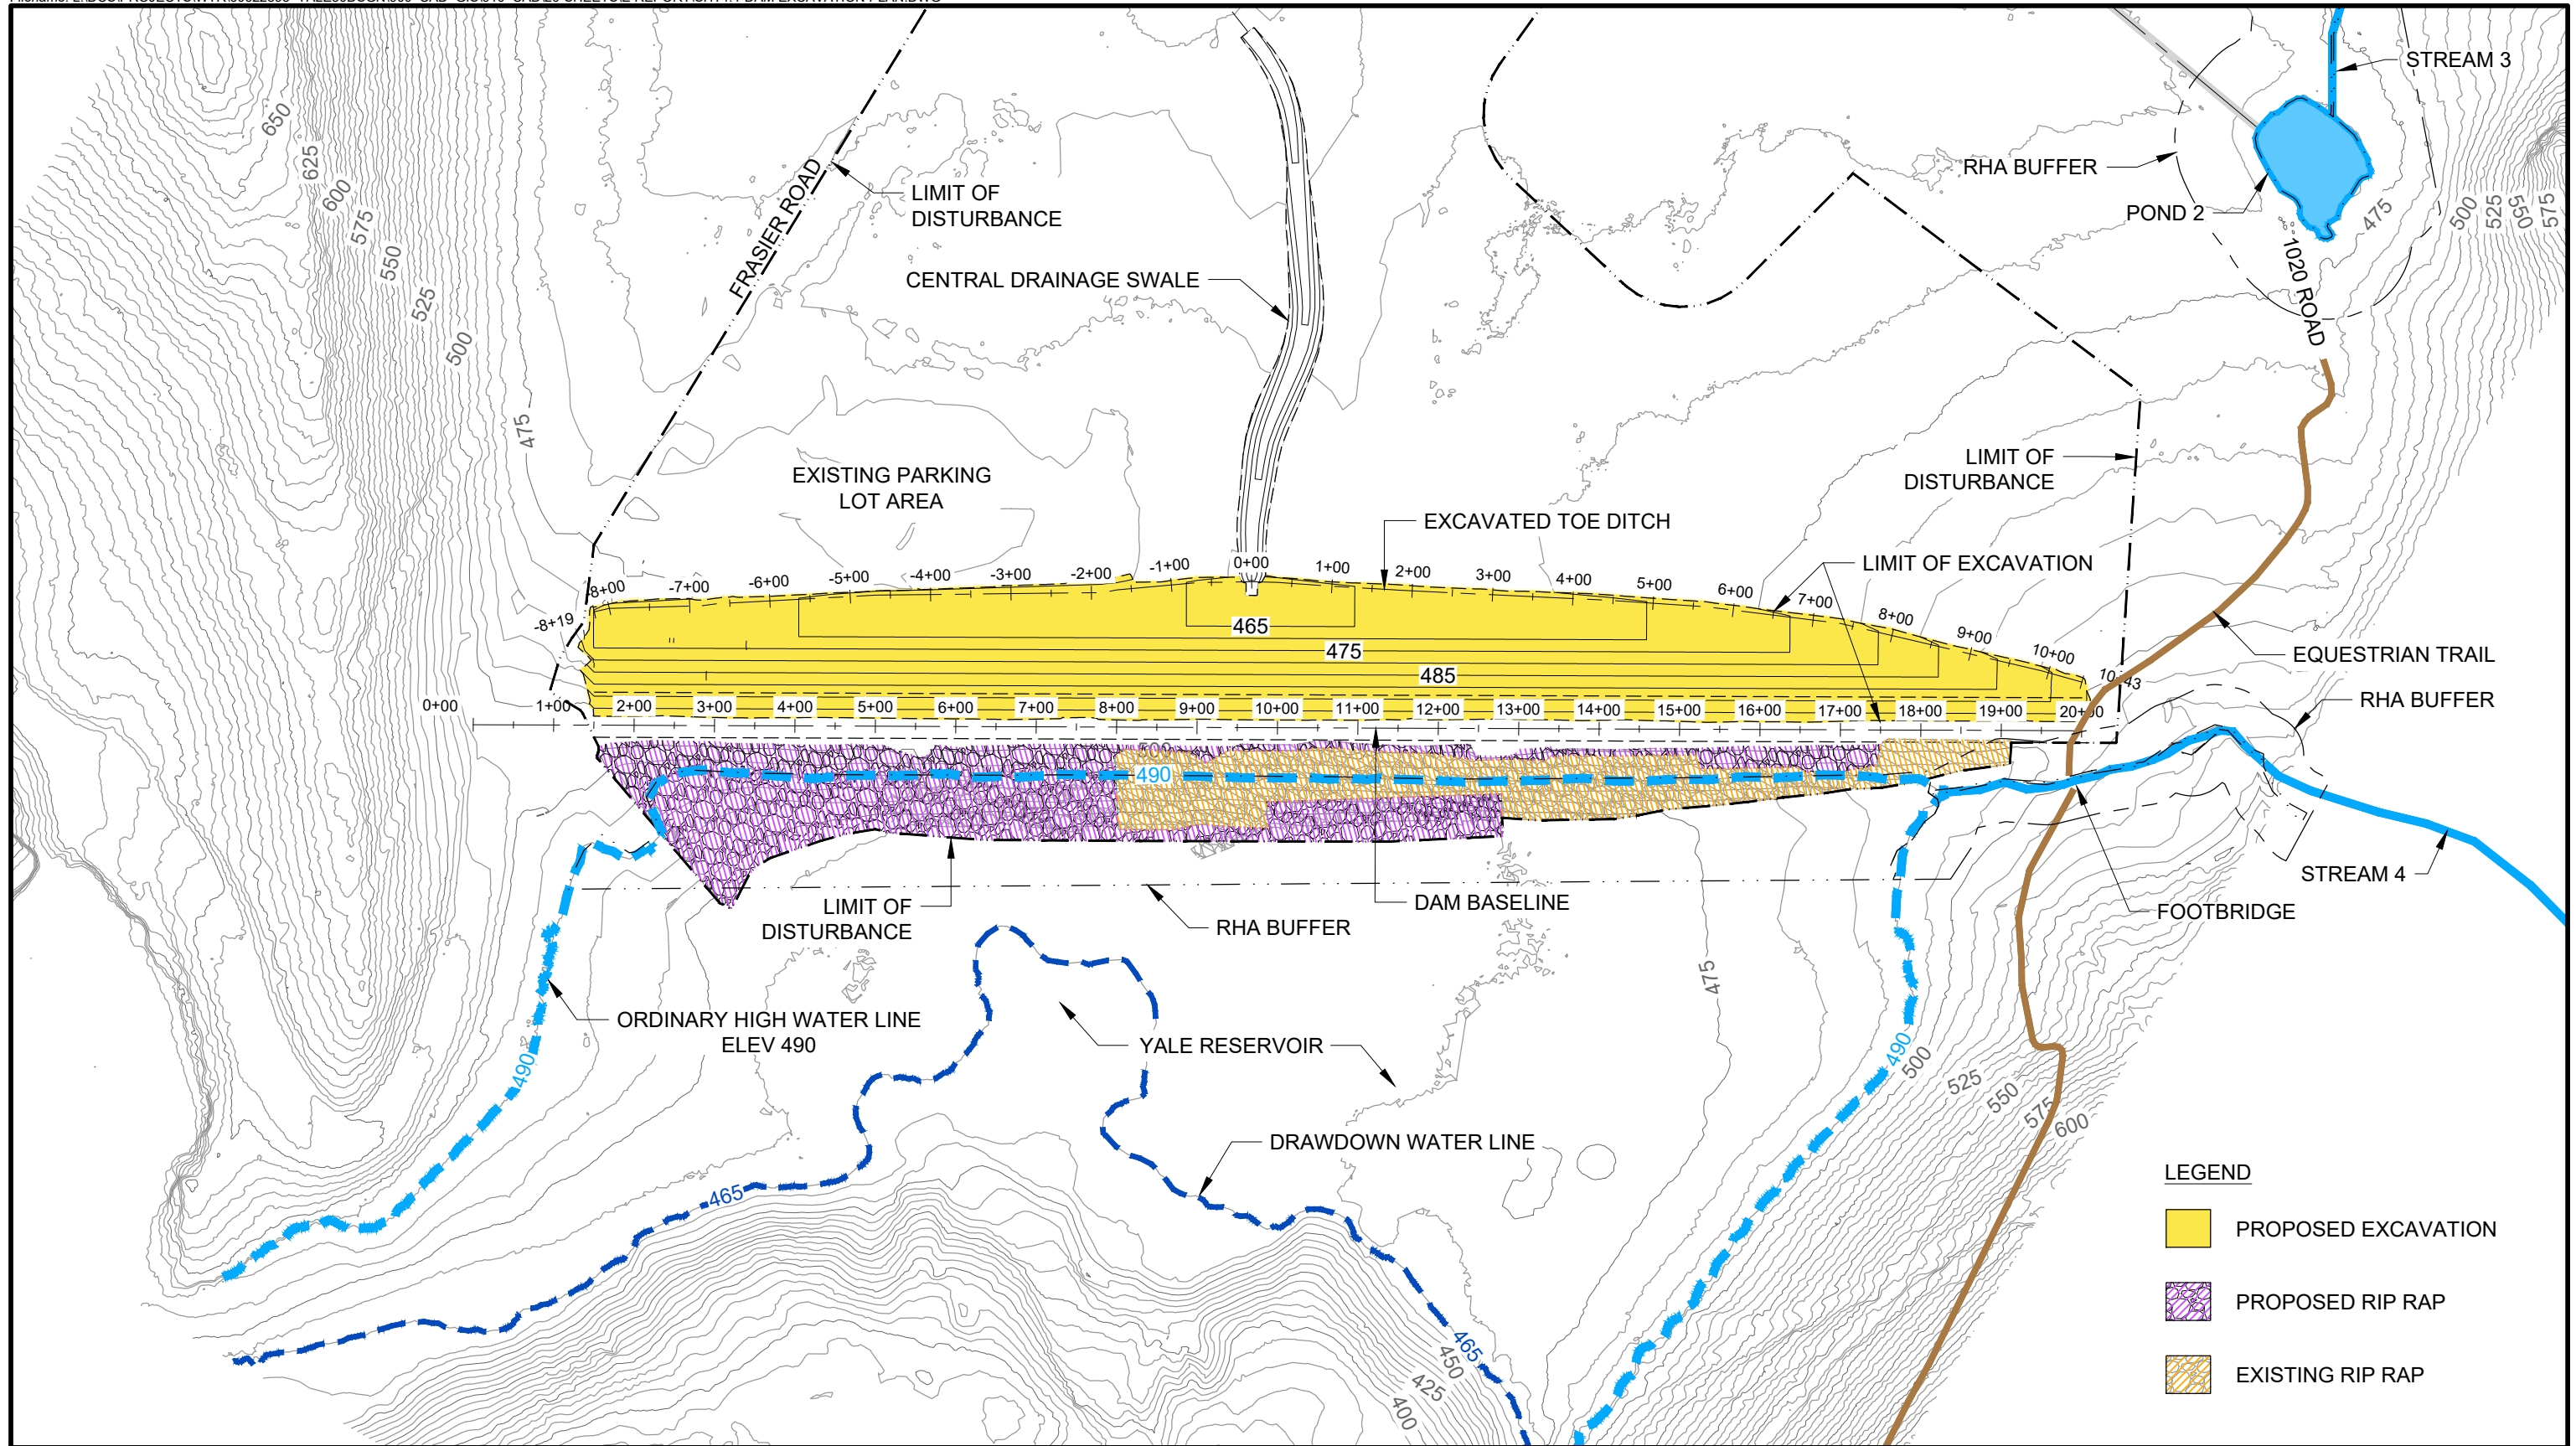 STREAM 3
RHA BUFFER
POND 2
1020 ROAD
650
625
600
575
550
525
500
475
FRASIER ROAD
LIMIT OF
DISTURBANCE
CENTRAL DRAINAGE SWALE
475
500
525
550
575
EXISTING PARKING
LOT AREA
LIMIT OF
DISTURBANCE
EXCAVATED TOE DITCH
LIMIT OF EXCAVATION
-8+19
-8+00
-7+00
-6+00
-5+00
-4+00
-3+00
-2+00
-1+00
0+00
1+00
2+00
3+00
4+00
5+00
6+00
7+00
8+00
9+00
10+00
465
475
485
EQUESTRIAN TRAIL
RHA BUFFER
0+00
1+00
2+00
3+00
4+00
5+00
6+00
7+00
8+00
9+00
10+00
11+00
12+00
13+00
14+00
15+00
16+00
17+00
18+00
19+00
20+00
490
STREAM 4
LIMIT OF
DISTURBANCE
RHA BUFFER
DAM BASELINE
FOOTBRIDGE
ORDINARY HIGH WATER LINE
ELEV 490
YALE RESERVOIR
475
490
490
500
525
550
575
600
DRAWDOWN WATER LINE
465
465
450
425
400
LEGEND
PROPOSED EXCAVATION
PROPOSED RIP RAP
EXISTING RIP RAP